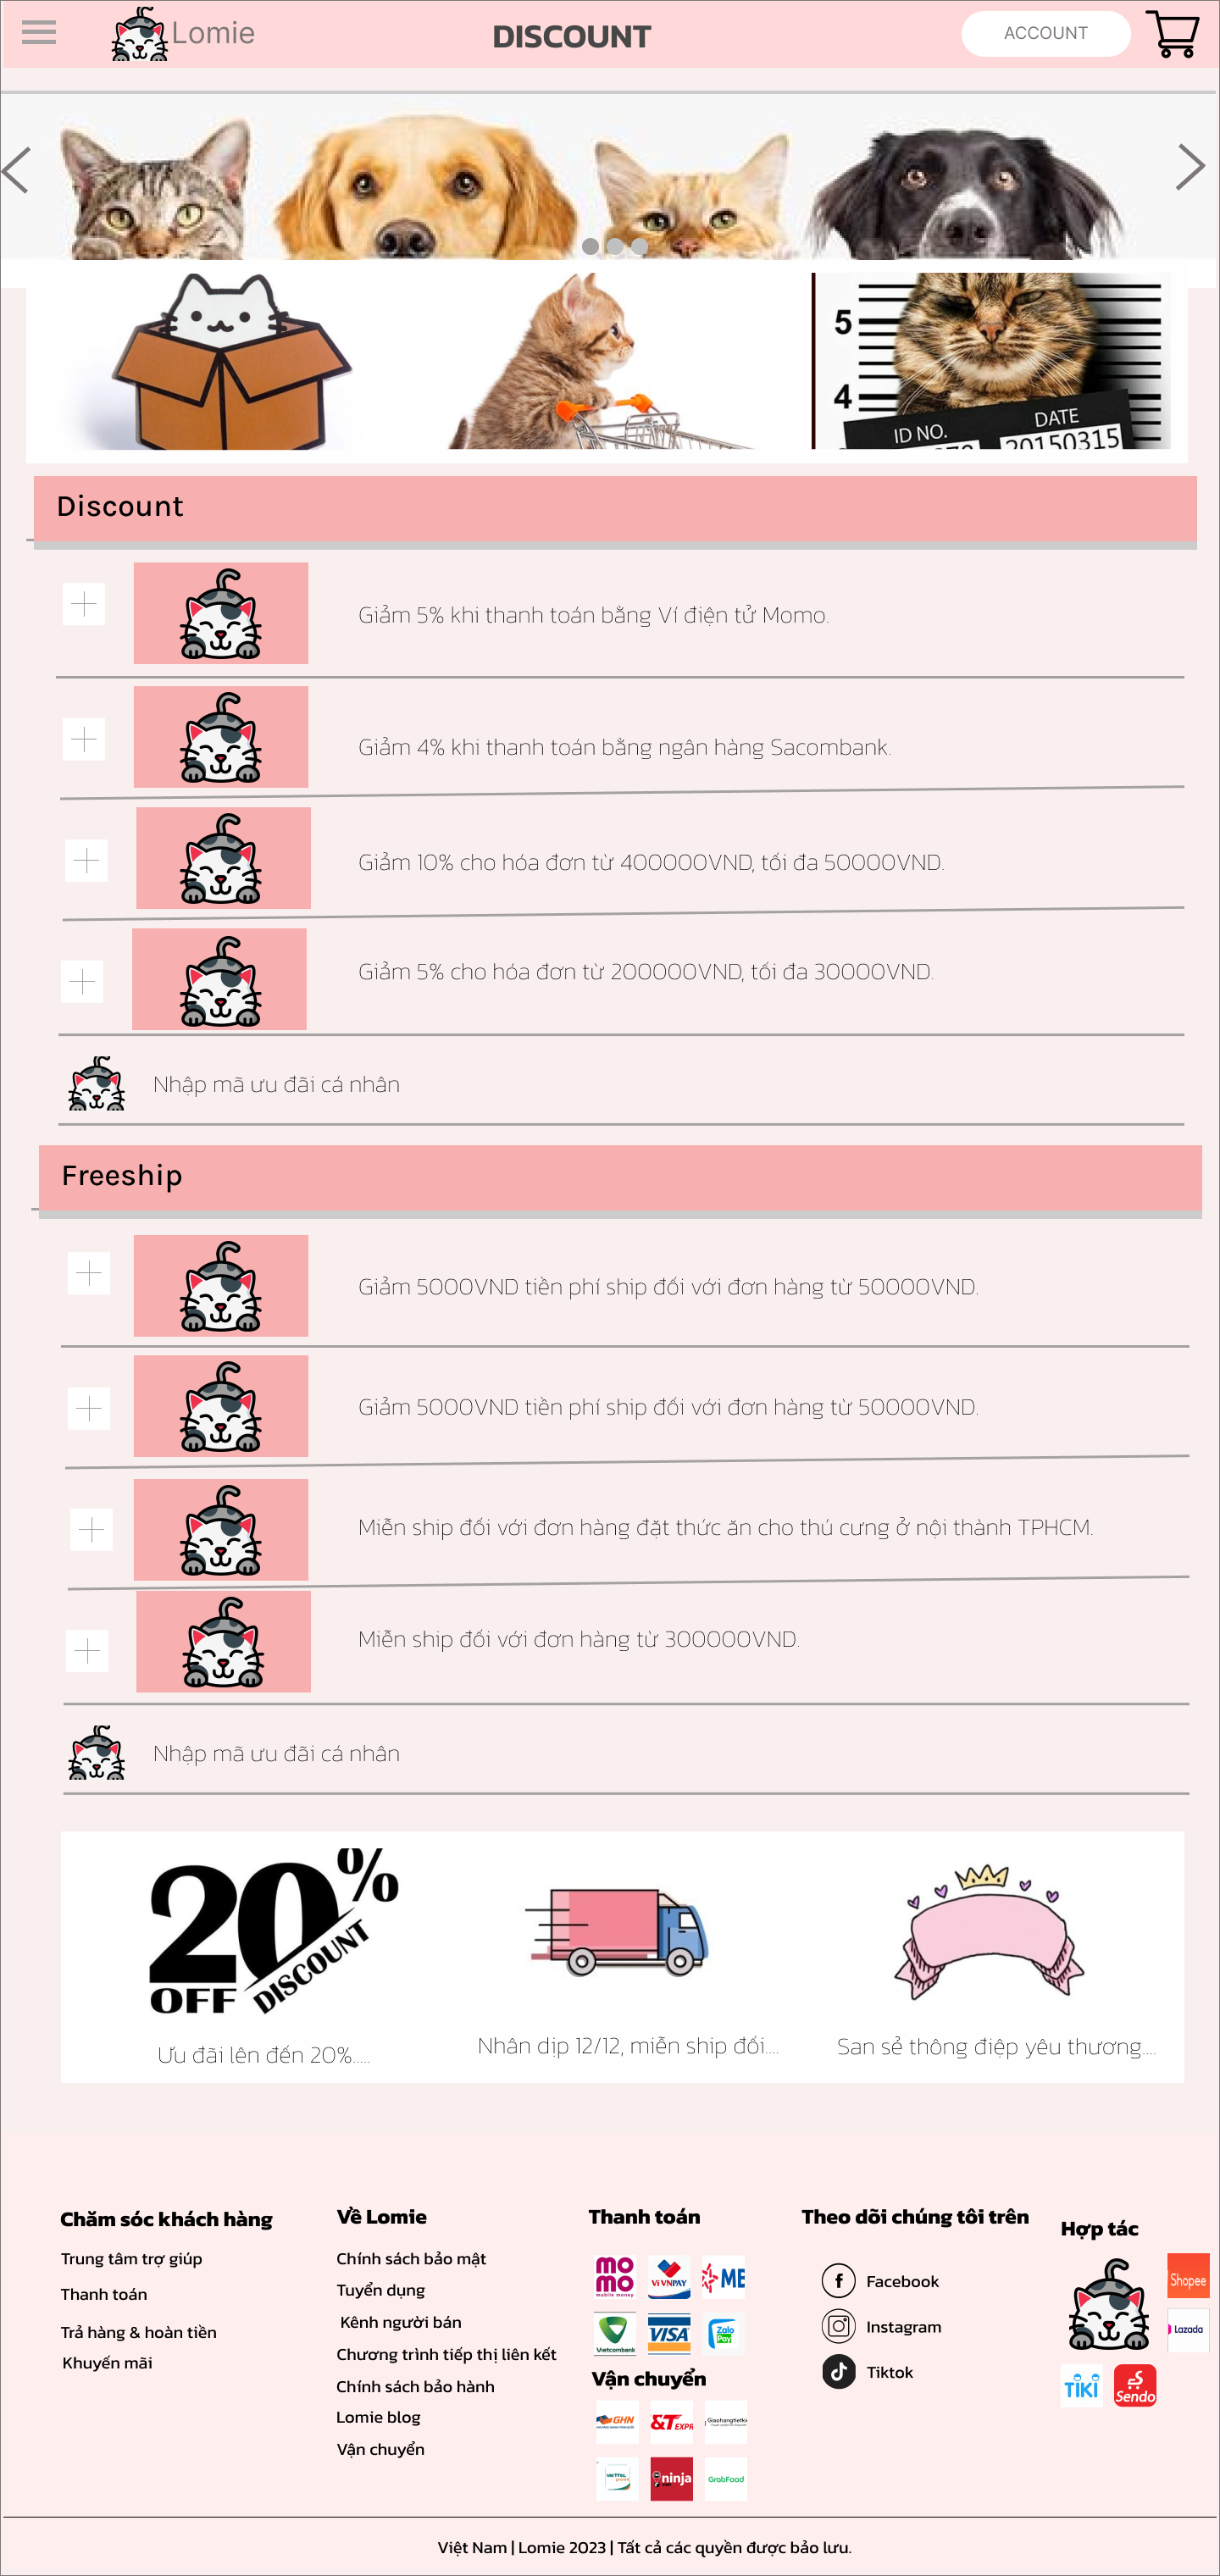 Lomie
DISCOUNT
ACCOUNT
5
4
ID NO.
DATE
20150315
Discount
Giảm 5% khi thanh toán bằng Ví điện tử Momo.
Giảm 4% khi thanh toán bằng ngân hàng Sacombank.
Giảm 10% cho hóa đơn từ 400000VND, tối đa 50000VND.
Giảm 5% cho hóa đơn từ 200000VND, tối đa 30000VND.
Nhập mã ưu đãi cá nhân
Freeship
Giảm 5000VND tiền phí ship đối với đơn hàng từ 50000VND.
Giảm 5000VND tiền phí ship đối với đơn hàng từ 50000VND.
Miễn ship đối với đơn hàng đặt thức ăn cho thú cưng ở nội thành TPHCM.
Miễn ship đối với đơn hàng từ 300000VND.
Nhập mã ưu đãi cá nhân
20%
OFF DISCOUNT
Ưu đãi lên đến 20%.....
Nhân dịp 12/12, miễn ship đối....
San sẻ thông điệp yêu thương....
Chăm sóc khách hàng
Trung tâm trợ giúp
Thanh toán
Trả hàng & hoàn tiền
Khuyến mãi
Về Lomie
Chính sách bảo mật
Tuyển dụng
Kênh người bán
Chương trình tiếp thị liên kết
Chính sách bảo hành
Lomie blog
Vận chuyển
Thanh toán
mo
mo
mobile money
VÍ VNPAY
MB
Vietcombank
VISA
Zalo
Pay
Vận chuyển
GHN
&T EXPR
Giaohangtietki
VIETTEL
post
ninja
GrabFood
Theo dõi chúng tôi trên
Facebook
Instagram
Tiktok
Hợp tác
Shopee
Lazada
TIKI
Sendo
Việt Nam | Lomie 2023 | Tất cả các quyền được bảo lưu.